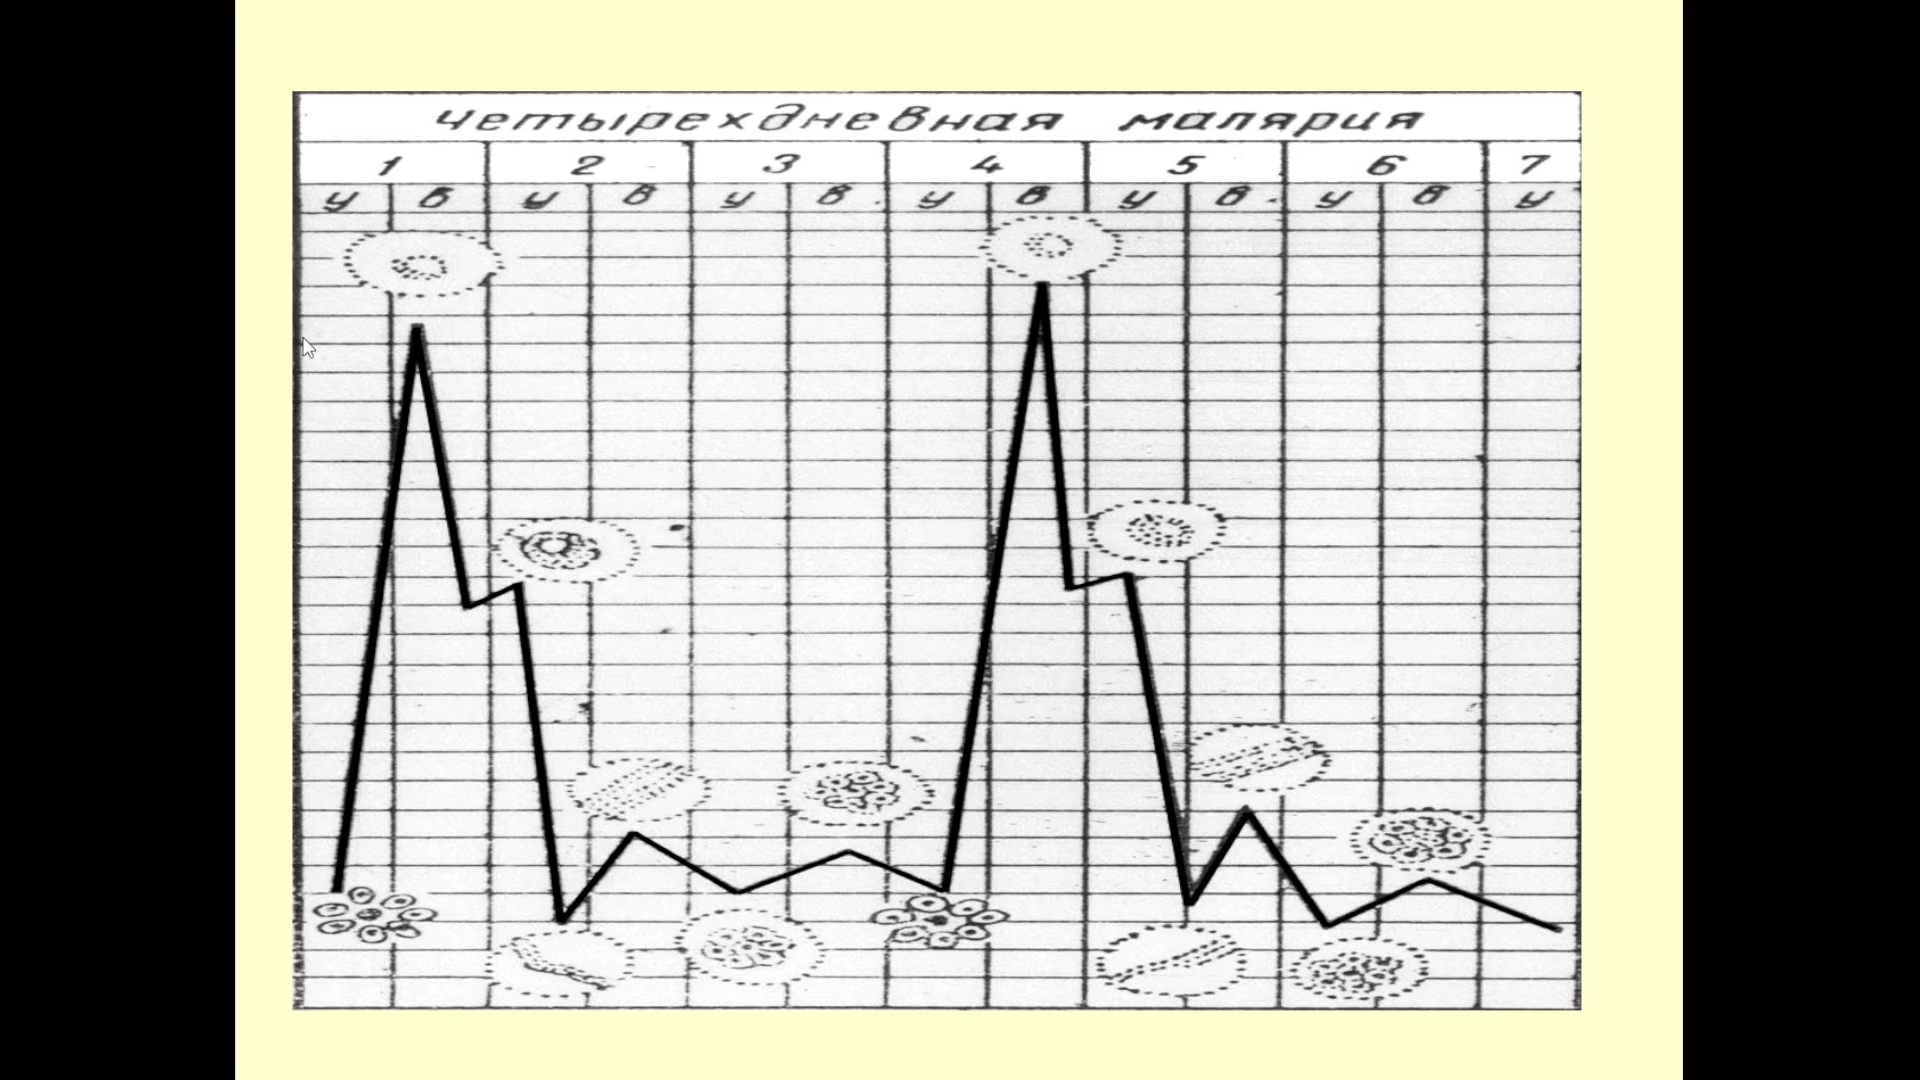 четырехдневная малярия
1 2 3 4 5 6 7
у в у в у в у в у в у в у